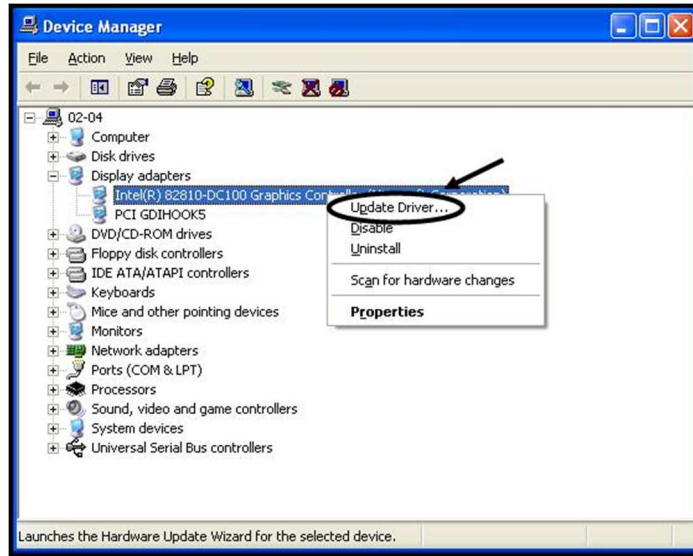 Device Manager
File Action View Help
02-04
Computer
Disk drives
Display adapters
Intel(R) 82810-DC100 Graphics
PCI GDIHOOK5
DVD/CD-ROM drives
Floppy disk controllers
IDE ATA/ATAPI controllers
Keyboards
Mice and other pointing devices
Monitors
Network adapters
Ports (COM & LPT)
Processors
Sound, video and game controllers
System devices
Universal Serial Bus controllers
Update Driver...
Disable
Uninstall
Scan for hardware changes
Properties
Launches the Hardware Update Wizard for the selected device.